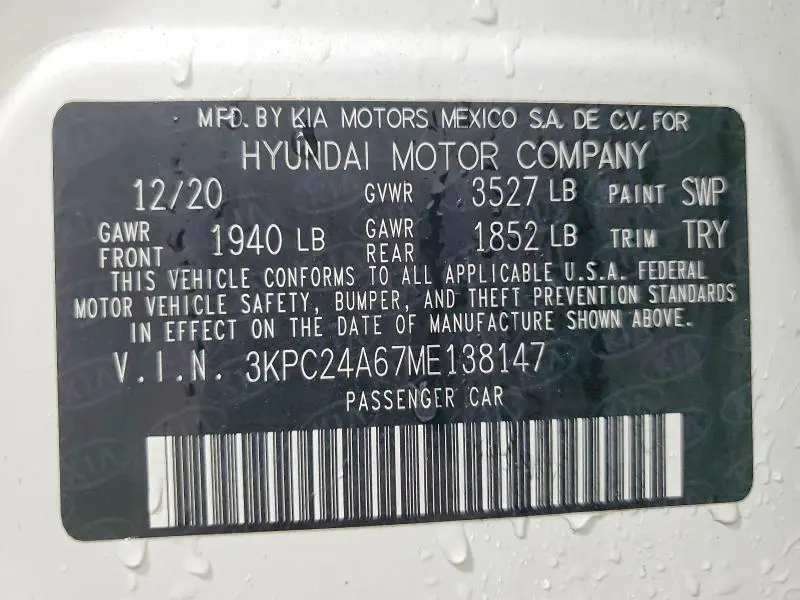 MFD. BY KIA MOTORS MEXICO S.A. DE C.V. FOR
HYUNDAI MOTOR COMPANY
12/20 GVWR 3527 LB PAINT SWP
GAWR FRONT 1940 LB GAWR REAR 1852 LB TRIM TRY
THIS VEHICLE CONFORMS TO ALL APPLICABLE U.S.A. FEDERAL
MOTOR VEHICLE SAFETY, BUMPER, AND THEFT PREVENTION STANDARDS
IN EFFECT ON THE DATE OF MANUFACTURE SHOWN ABOVE.
V.I.N. 3KPC24A67ME138147
PASSENGER CAR